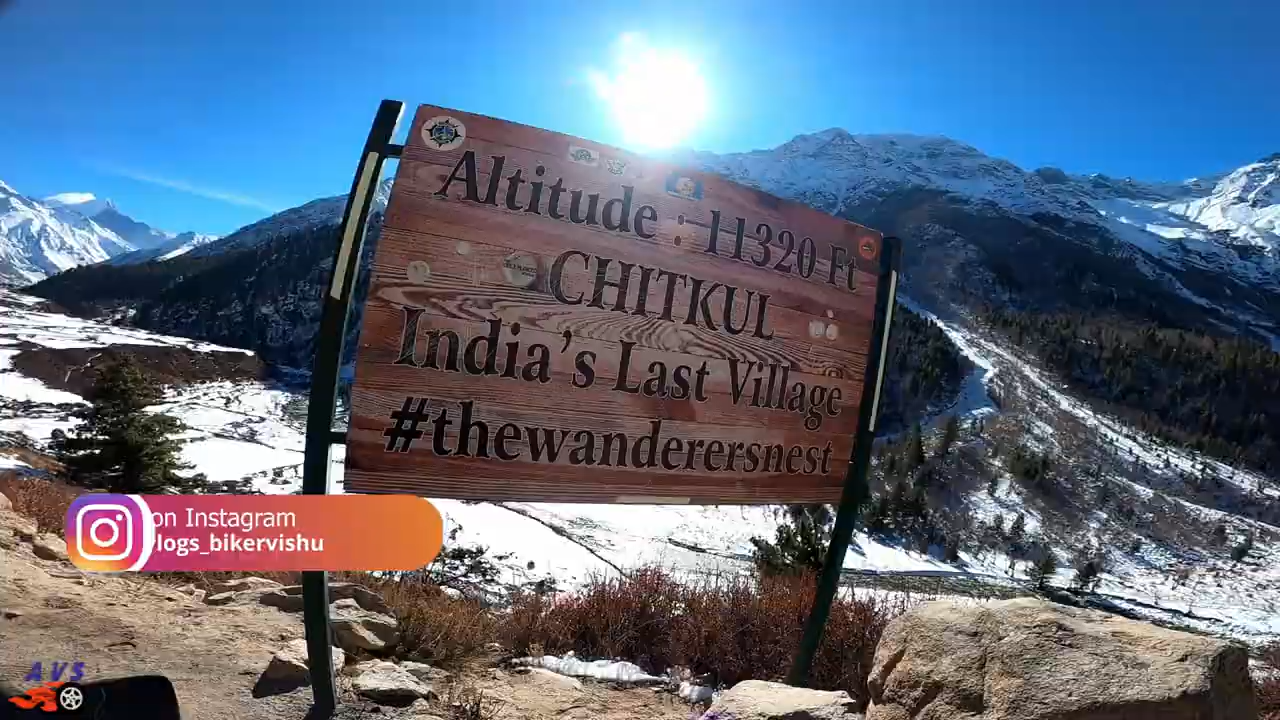 Altitude : 11320 Ft
CHITKUL
India's Last Village
#thewanderersnest
on Instagram
logs_bikervishu
AVS